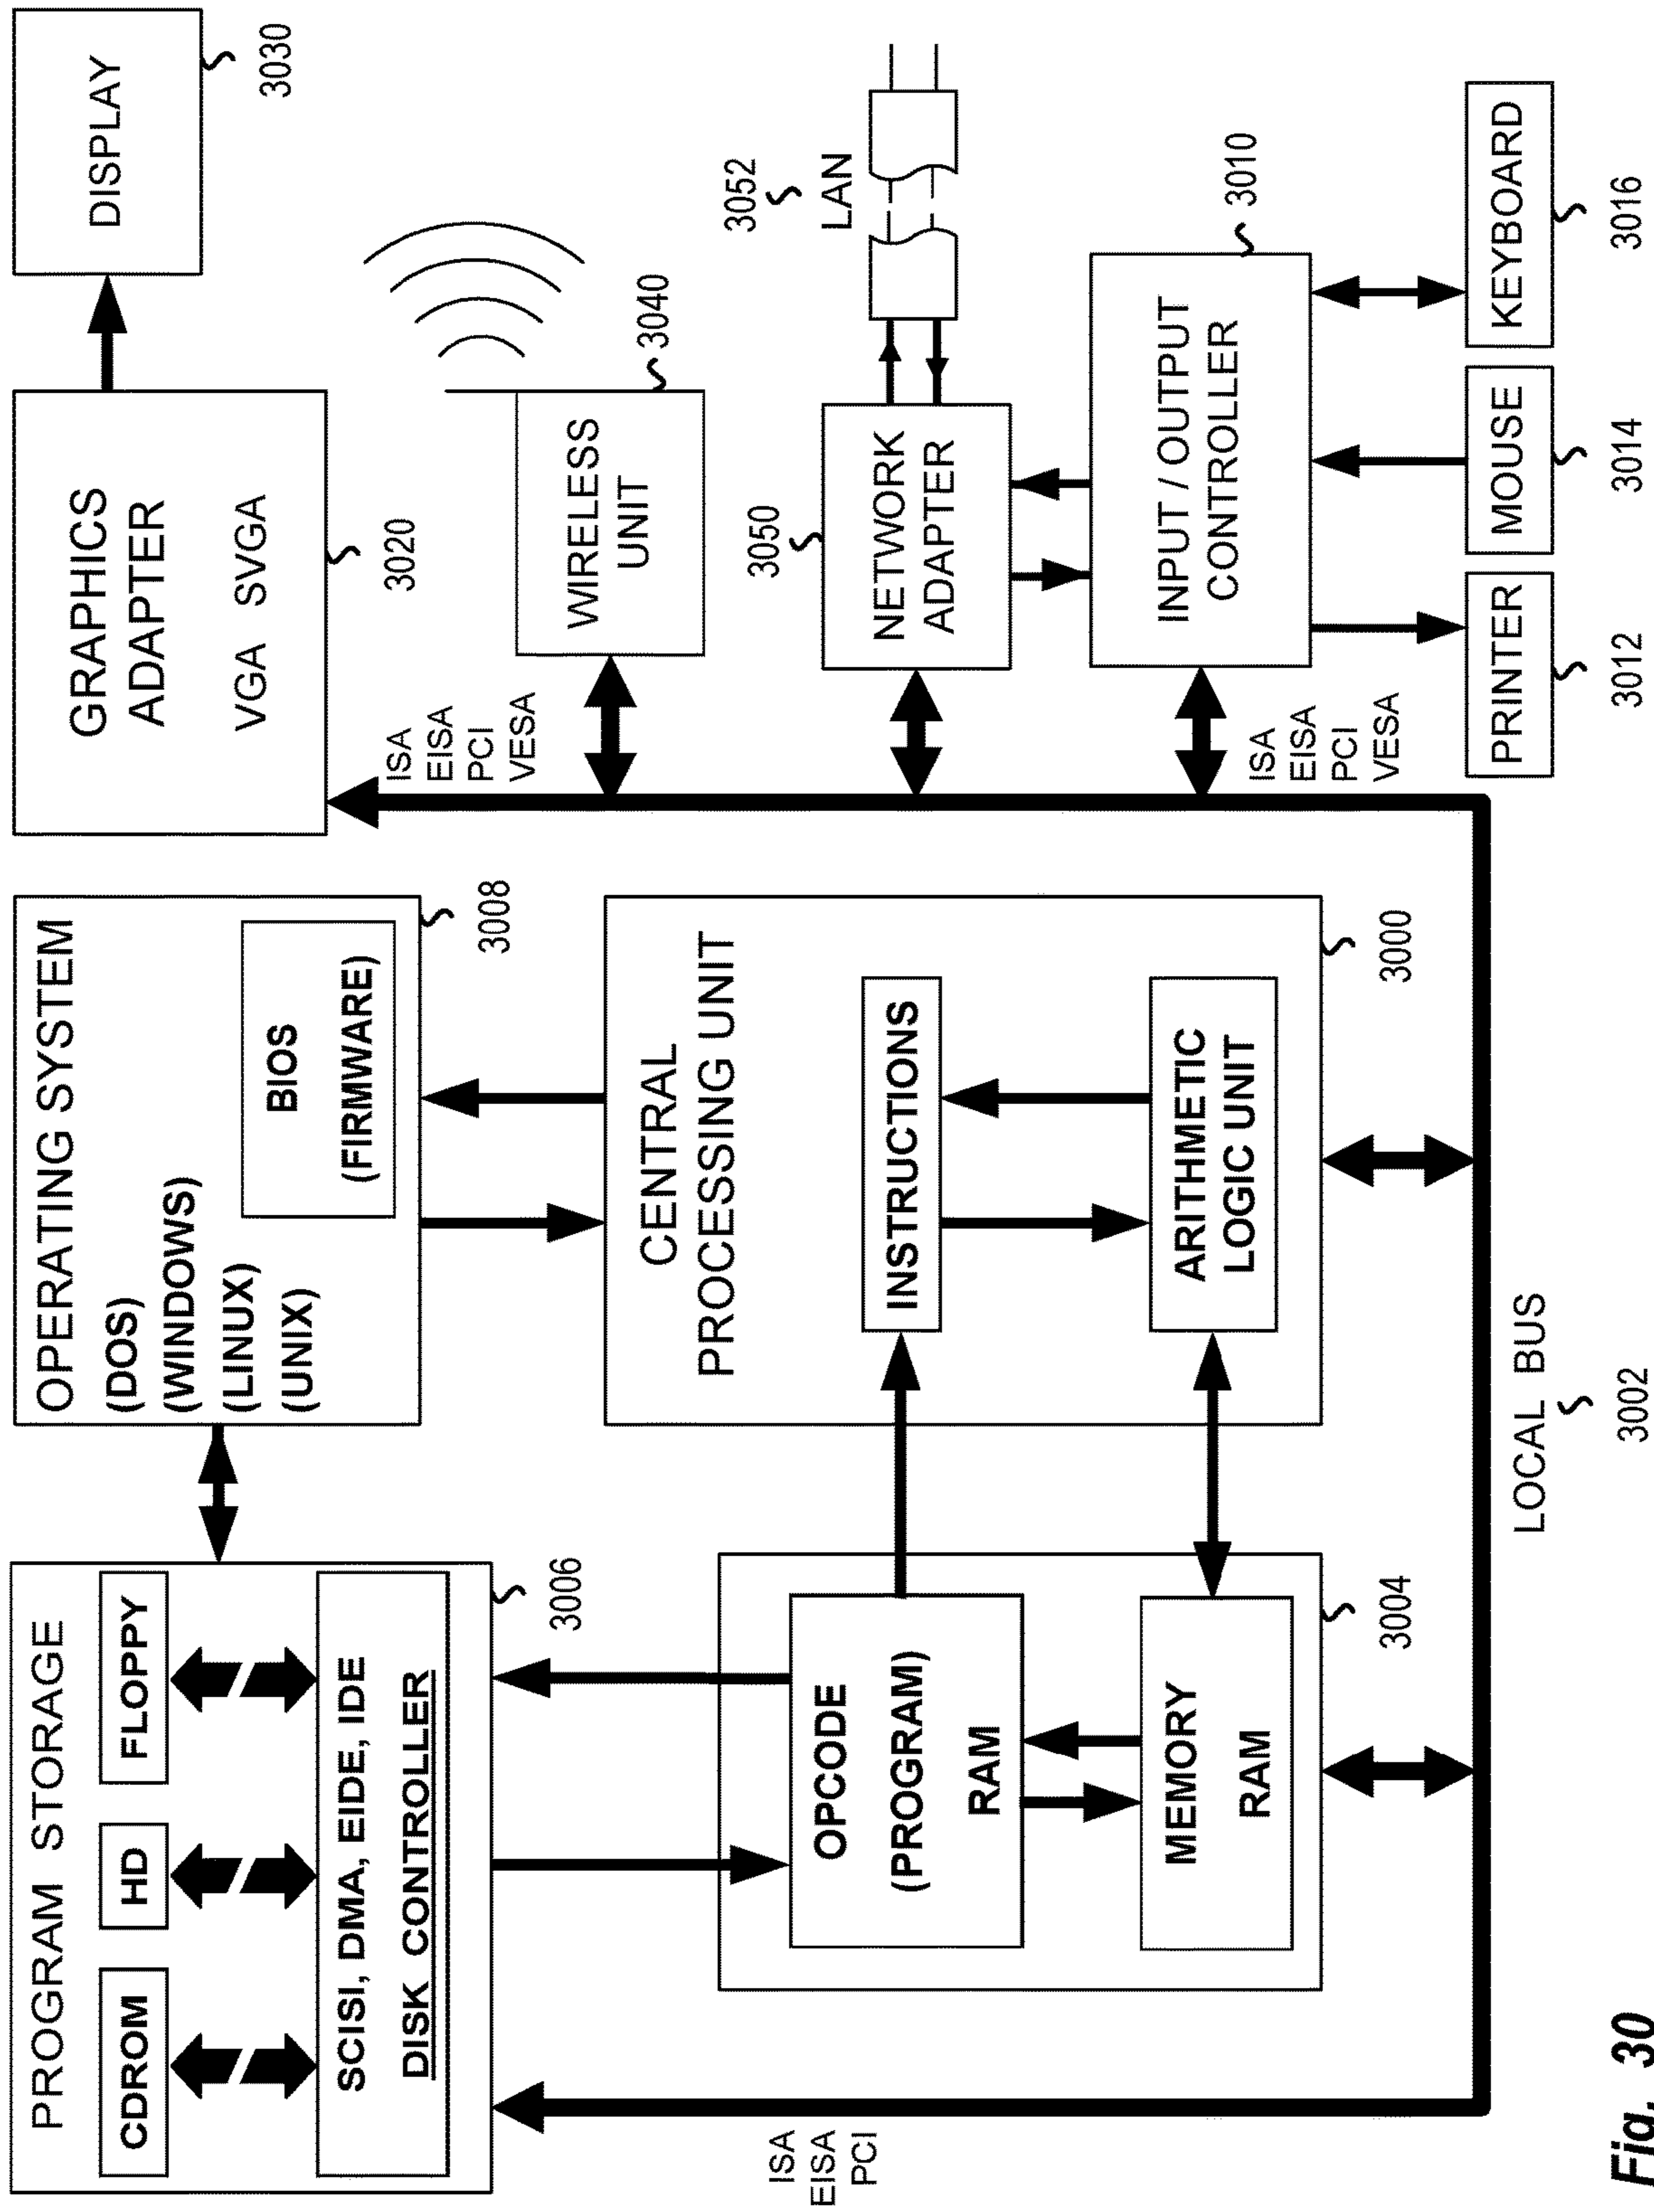 PROGRAM STORAGE
CDROM
HD
FLOPPY
SCISI, DMA, EIDE, IDE
DISK CONTROLLER
3006
OPERATING SYSTEM
(DOS)
(WINDOWS)
(LINUX)
(UNIX)
BIOS
(FIRMWARE)
3008
GRAPHICS
ADAPTER
VGA SVGA
3020
DISPLAY
3030
ISA
EISA
PCI
VESA
WIRELESS
UNIT
3040
CENTRAL
PROCESSING UNIT
INSTRUCTIONS
ARITHMETIC
LOGIC UNIT
3000
ISA
EISA
PCI
OPCODE
(PROGRAM)
RAM
MEMORY
RAM
3004
3050
NETWORK
ADAPTER
3052
LAN
INPUT / OUTPUT
CONTROLLER
3010
ISA
EISA
PCI
VESA
PRINTER
3012
MOUSE
3014
KEYBOARD
3016
LOCAL BUS
3002
Fig. 30